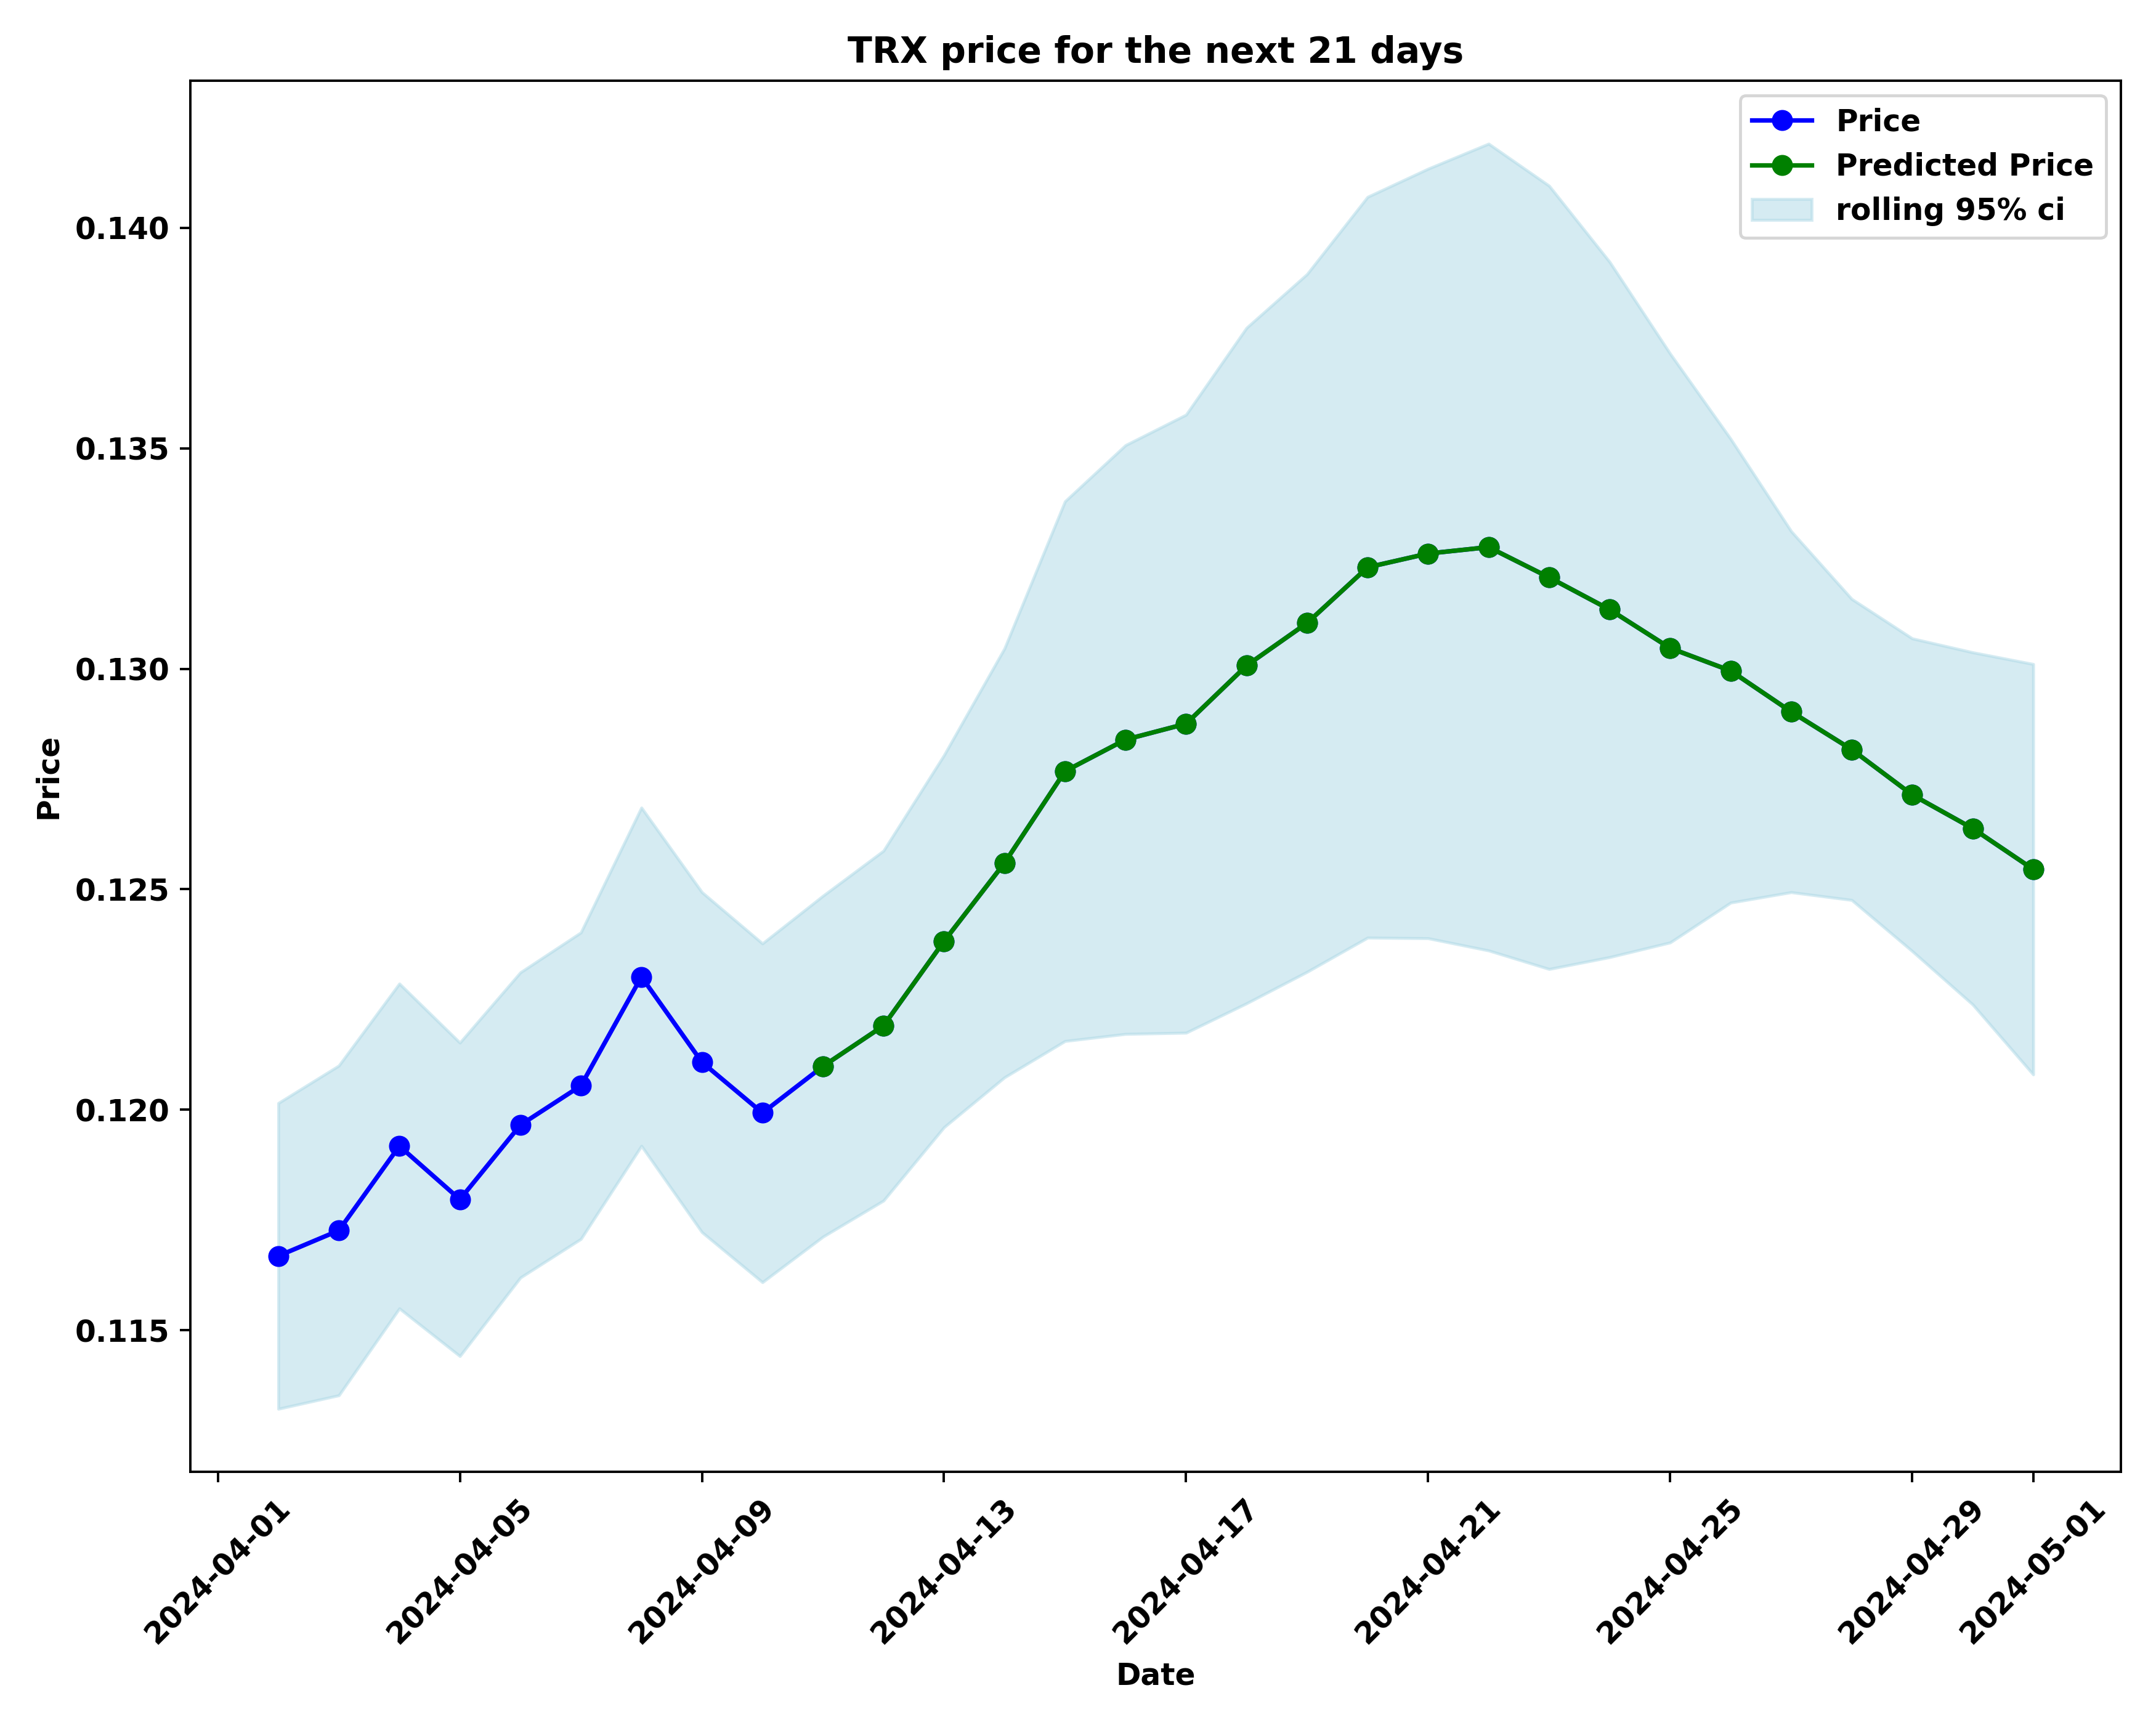 TRX price for the next 21 days
Price
Predicted Price
rolling 95% ci
0.140
0.135
0.130
0.125
0.120
0.115
Price
2024-04-01
2024-04-05
2024-04-09
2024-04-13
2024-04-17
2024-04-21
2024-04-25
2024-04-29
2024-05-01
Date